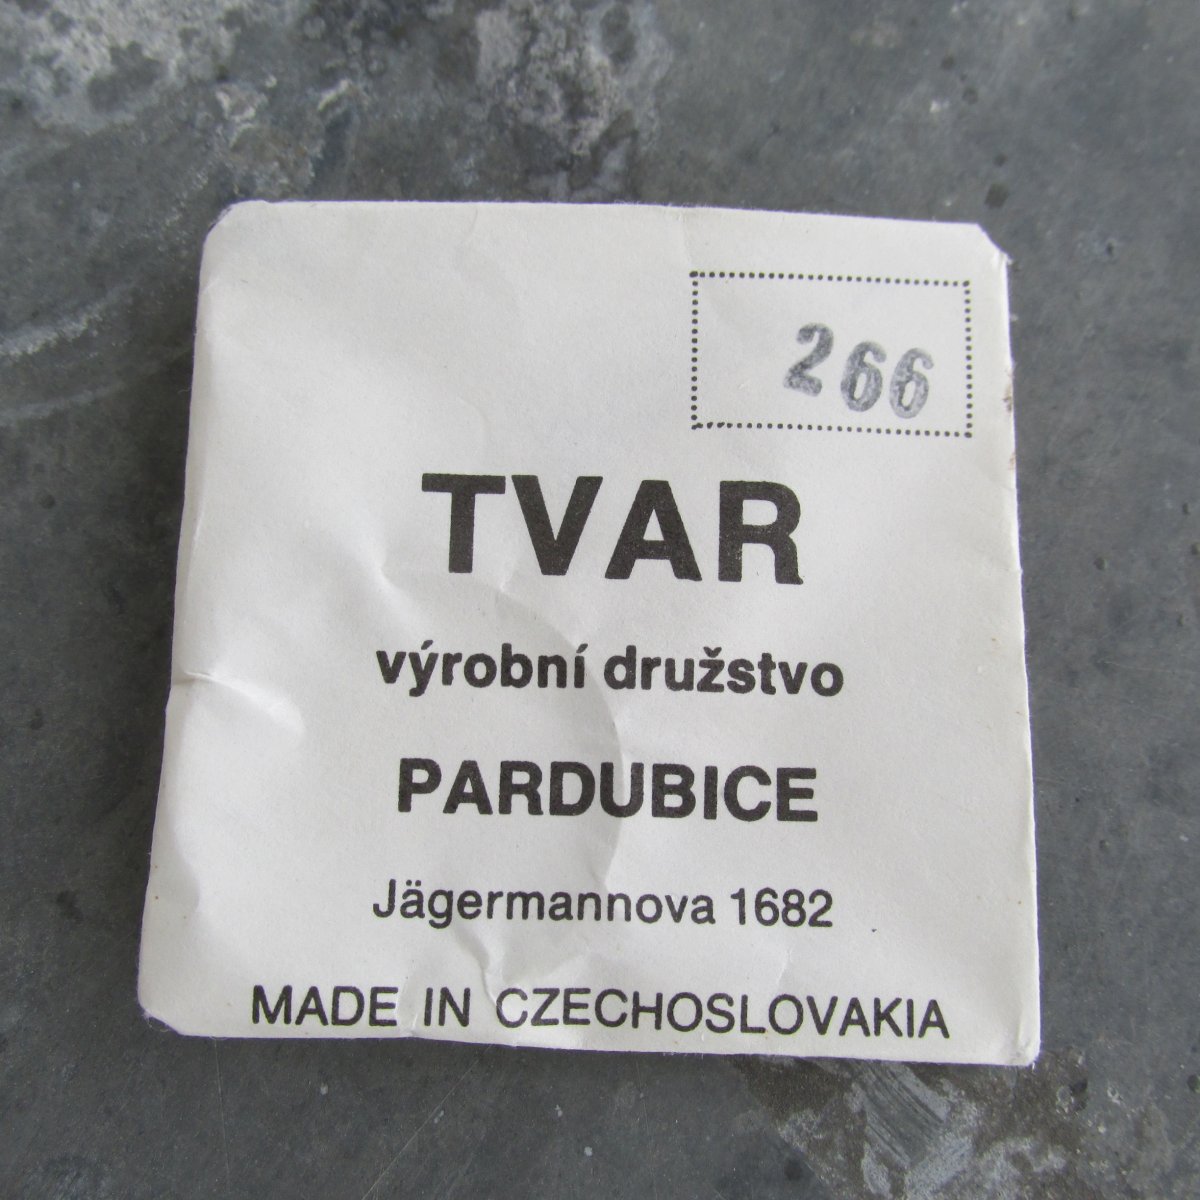 266
TVAR
výrobní družstvo
PARDUBICE
Jägermannova 1682
MADE IN CZECHOSLOVAKIA